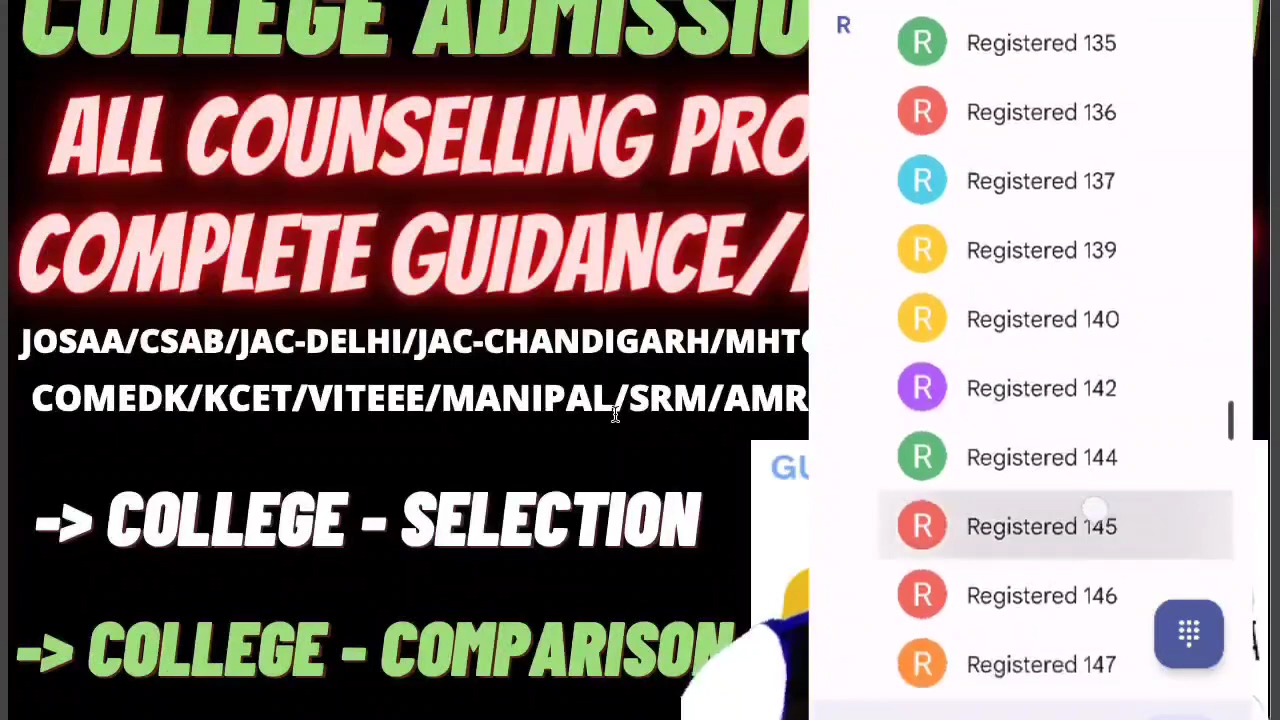 COLLEGE ADMISSIO
ALL COUNSELLING PRO
COMPLETE GUIDANCE/
JOSAA/CSAB/JAC-DELHI/JAC-CHANDIGARH/MHTC
COMEDK/KCET/VITEEE/MANIPAL/SRM/AMR
GU
-> COLLEGE - SELECTION
-> COLLEGE - COMPARISON
R
R Registered 135
R Registered 136
R Registered 137
R Registered 139
R Registered 140
R Registered 142
R Registered 144
R Registered 145
R Registered 146
R Registered 147